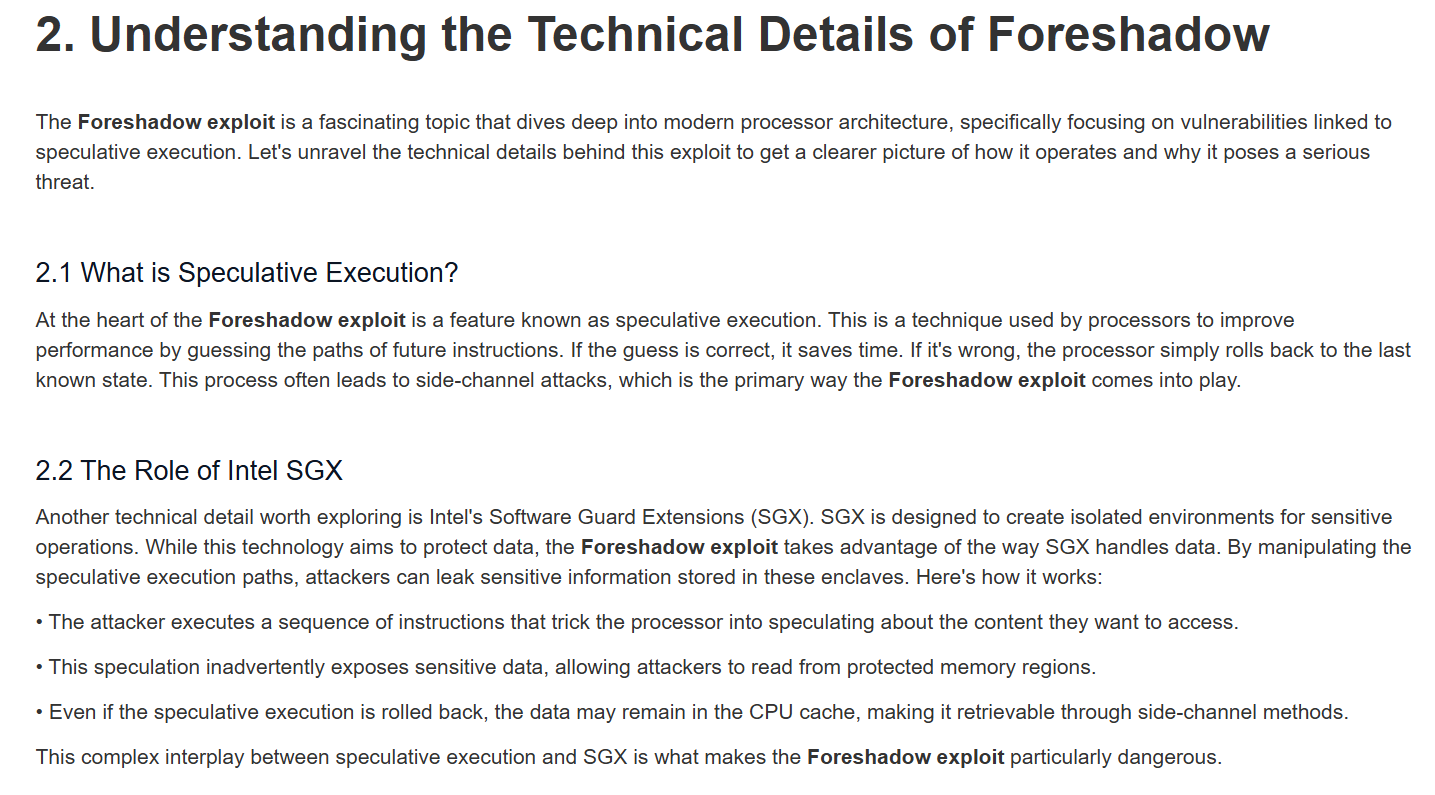 2. Understanding the Technical Details of Foreshadow
The Foreshadow exploit is a fascinating topic that dives deep into modern processor architecture, specifically focusing on vulnerabilities linked to
speculative execution. Let's unravel the technical details behind this exploit to get a clearer picture of how it operates and why it poses a serious
threat.
2.1 What is Speculative Execution?
At the heart of the Foreshadow exploit is a feature known as speculative execution. This is a technique used by processors to improve
performance by guessing the paths of future instructions. If the guess is correct, it saves time. If it's wrong, the processor simply rolls back to the last
known state. This process often leads to side-channel attacks, which is the primary way the Foreshadow exploit comes into play.
2.2 The Role of Intel SGX
Another technical detail worth exploring is Intel's Software Guard Extensions (SGX). SGX is designed to create isolated environments for sensitive
operations. While this technology aims to protect data, the Foreshadow exploit takes advantage of the way SGX handles data. By manipulating the
speculative execution paths, attackers can leak sensitive information stored in these enclaves. Here's how it works:
• The attacker executes a sequence of instructions that trick the processor into speculating about the content they want to access.
• This speculation inadvertently exposes sensitive data, allowing attackers to read from protected memory regions.
• Even if the speculative execution is rolled back, the data may remain in the CPU cache, making it retrievable through side-channel methods.
This complex interplay between speculative execution and SGX is what makes the Foreshadow exploit particularly dangerous.